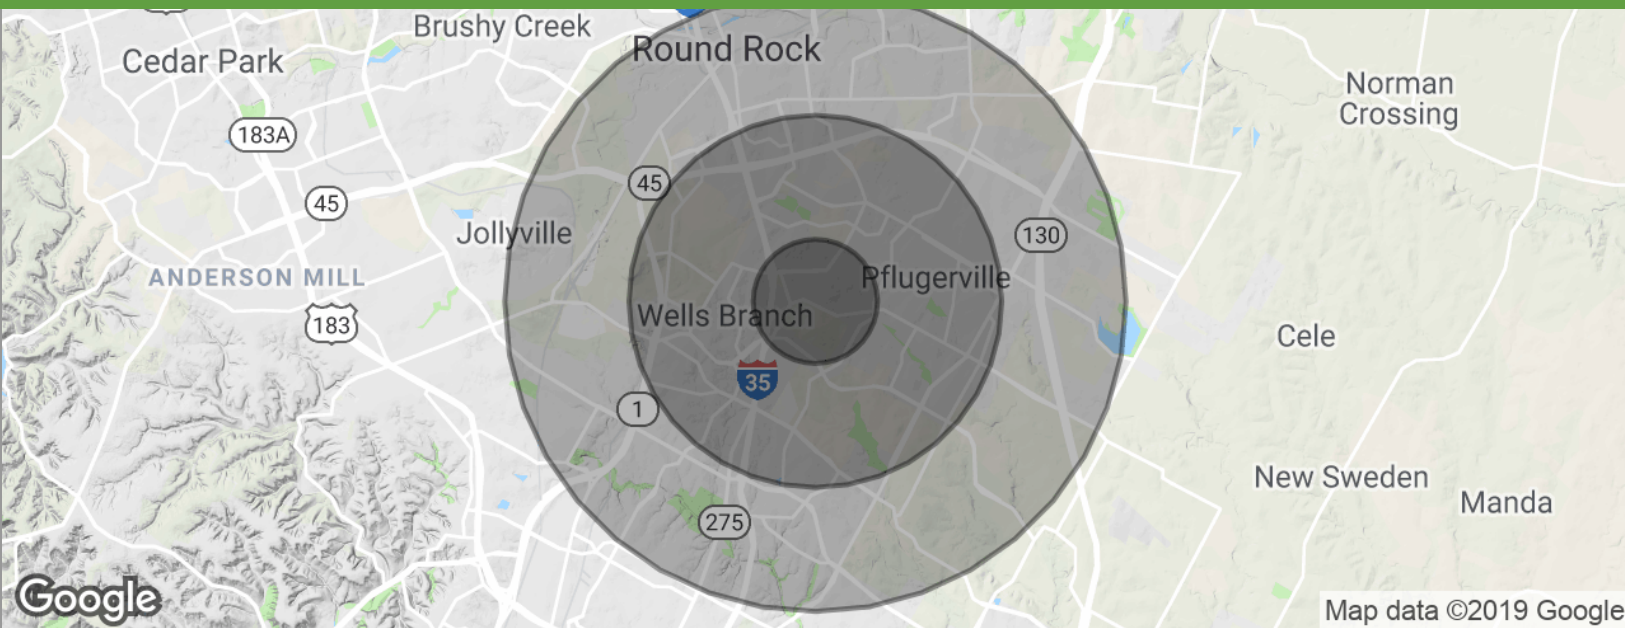 Brushy Creek
Cedar Park
Round Rock
Norman
Crossing
183A
45
45
Jollyville
130
ANDERSON MILL
Pflugerville
183
Wells Branch
Cele
35
1
New Sweden
Manda
275
Google
Map data ©2019 Google